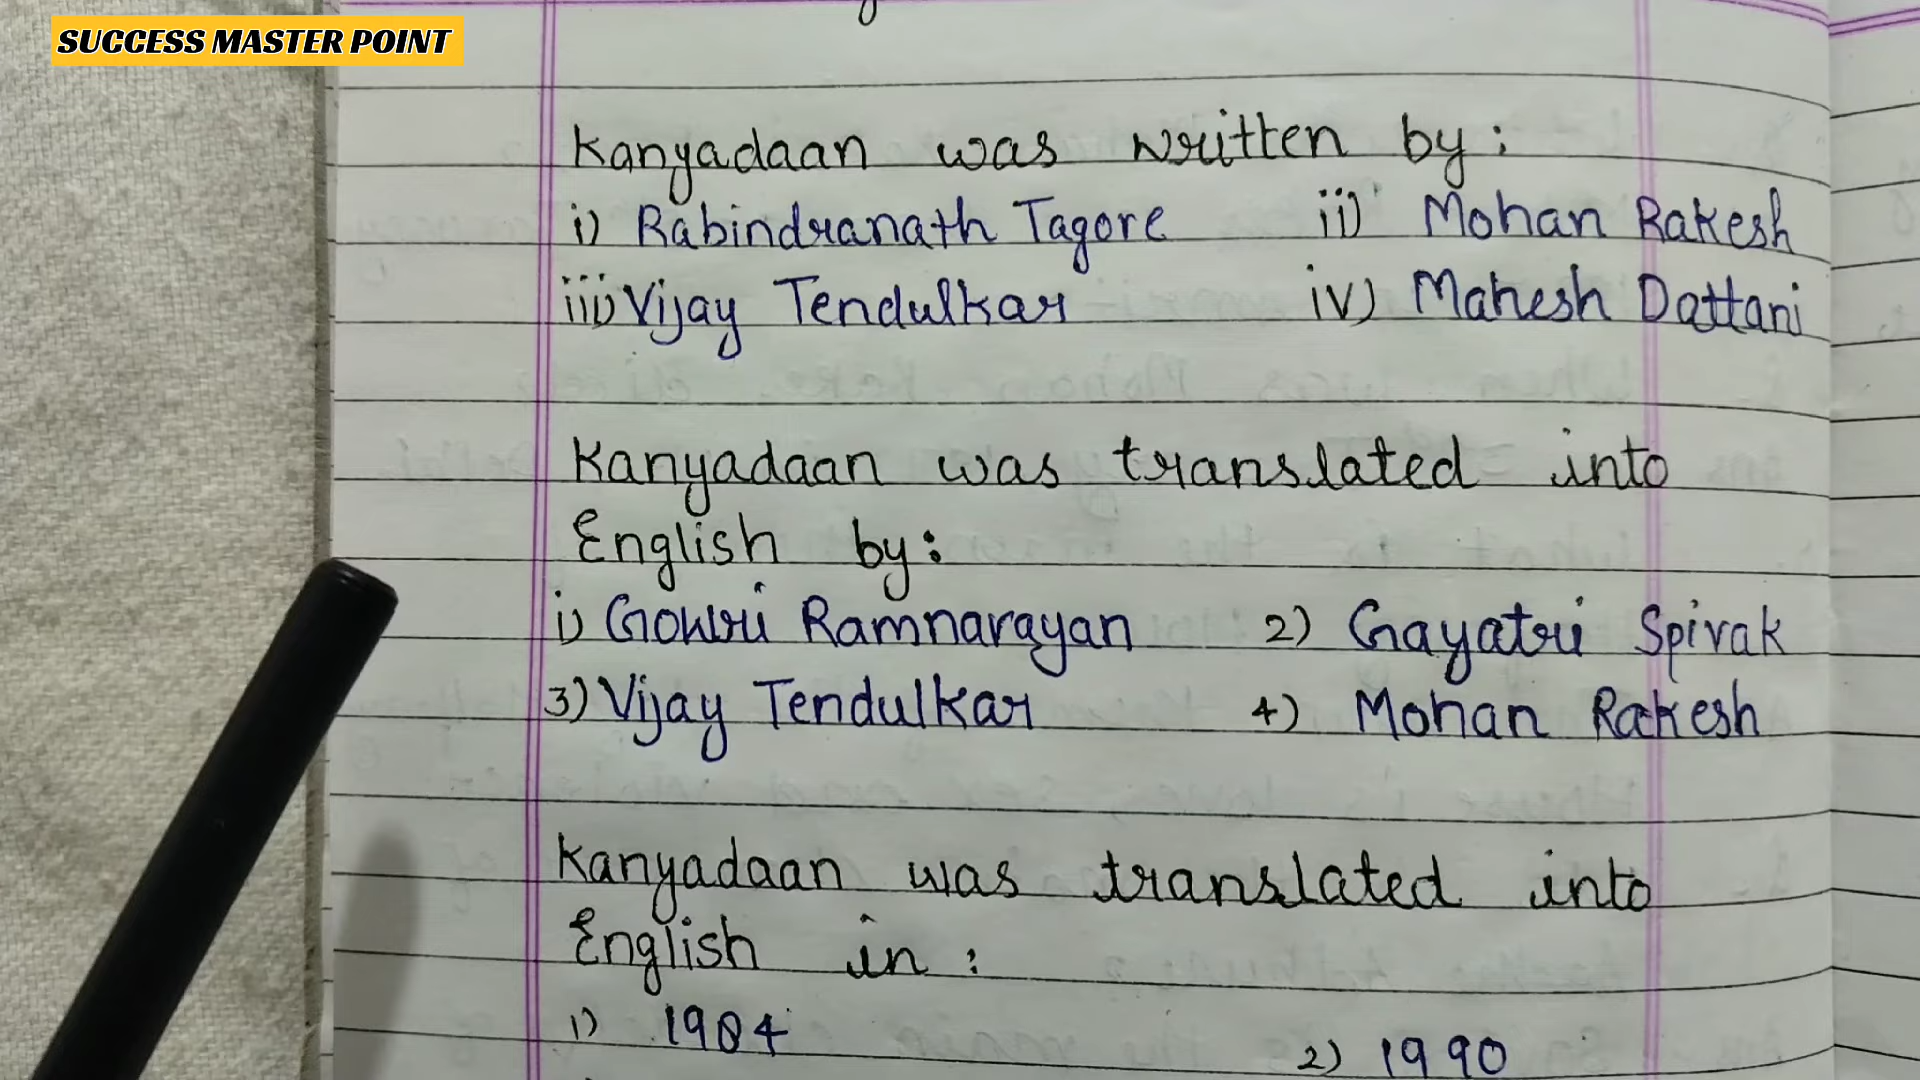 SUCCESS MASTER POINT
Kanyadaan was written by:
i) Rabindranath Tagore ii) Mohan Rakesh
iii) Vijay Tendulkar iv) Mahesh Dattani
Kanyadaan was translated into
English by:
i) Gowri Ramnarayan 2) Gayatri Spivak
3) Vijay Tendulkar 4) Mohan Rakesh
Kanyadaan was translated into
English in:
1) 1984 2) 1990